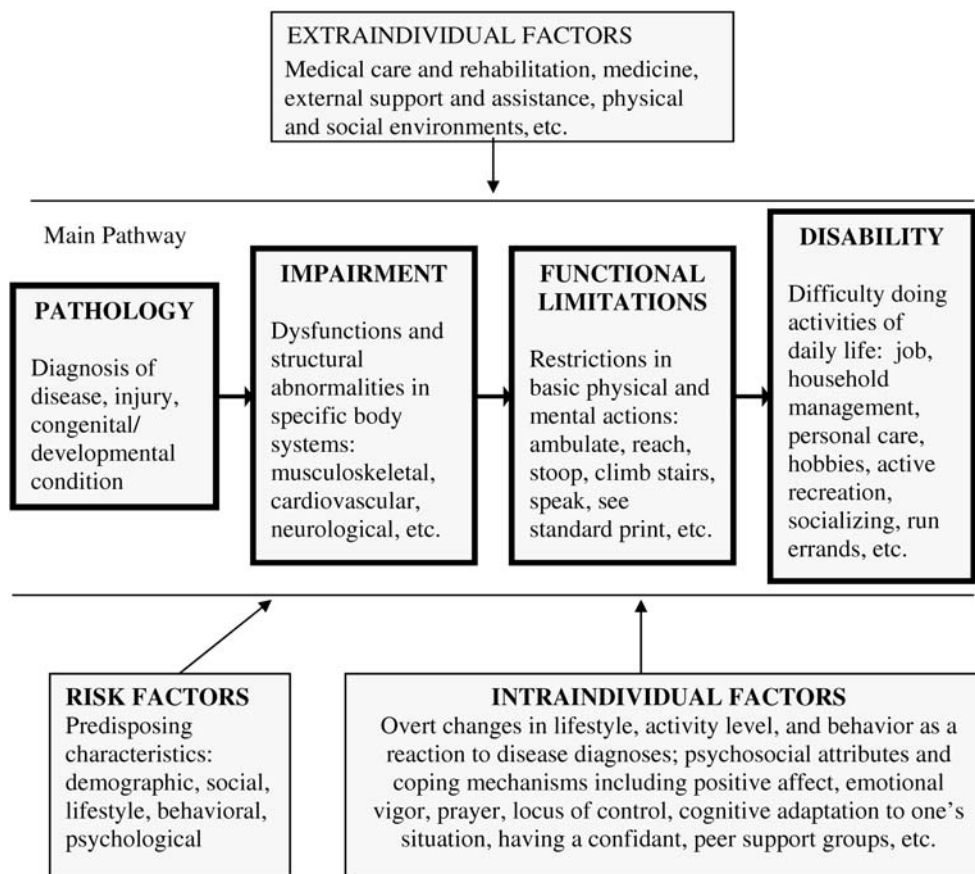 EXTRAINDIVIDUAL FACTORS
Medical care and rehabilitation, medicine,
external support and assistance, physical
and social environments, etc.
Main Pathway
PATHOLOGY
Diagnosis of
disease, injury,
congenital/
developmental
condition
IMPAIRMENT
Dysfunctions and
structural
abnormalities in
specific body
systems:
musculoskeletal,
cardiovascular,
neurological, etc.
FUNCTIONAL
LIMITATIONS
Restrictions in
basic physical and
mental actions:
ambulate, reach,
stoop, climb stairs,
speak, see
standard print, etc.
DISABILITY
Difficulty doing
activities of
daily life: job,
household
management,
personal care,
hobbies, active
recreation,
socializing, run
errands, etc.
RISK FACTORS
Predisposing
characteristics:
demographic, social,
lifestyle, behavioral,
psychological
INTRAINDIVIDUAL FACTORS
Overt changes in lifestyle, activity level, and behavior as a
reaction to disease diagnoses; psychosocial attributes and
coping mechanisms including positive affect, emotional
vigor, prayer, locus of control, cognitive adaptation to one's
situation, having a confidant, peer support groups, etc.